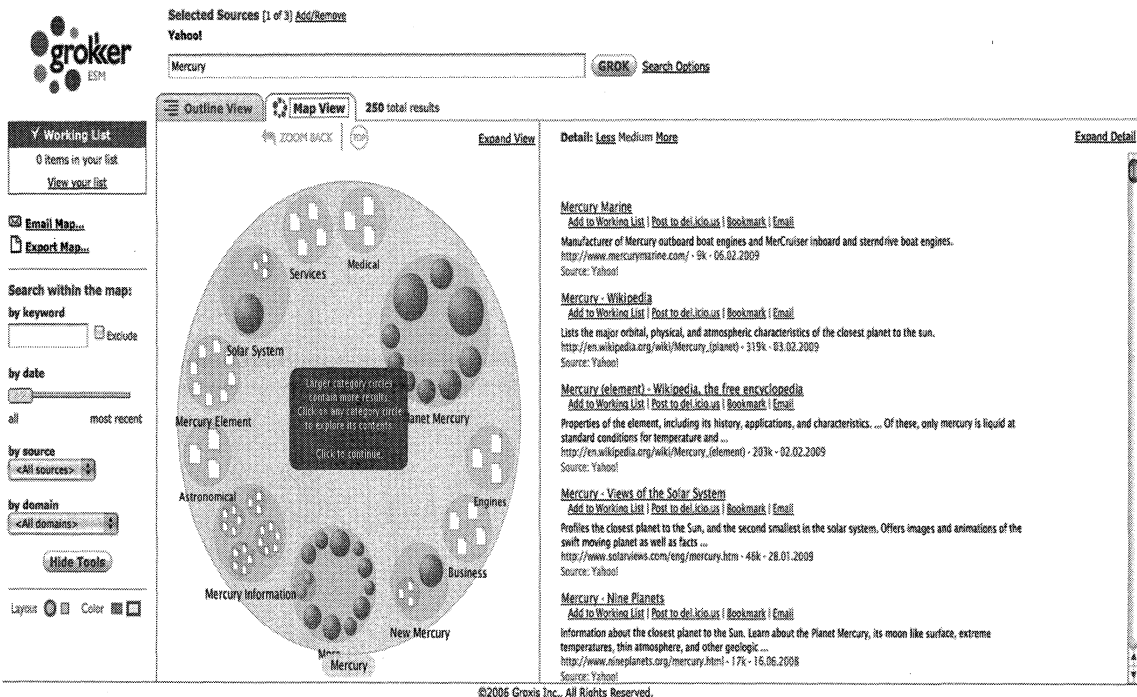 grokker
ESM
Selected Sources [1 of 3] Add/Remove
Yahoo!
Mercury
GROK Search Options
Outline View
Map View
250 total results
Working List
0 items in your list
View your list
Email Map...
Export Map...
Search within the map:
by keyword
Exclude
by date
all most recent
by source
<All sources>
by domain
<All domains>
Hide Tools
Layout Color
ZOOM BACK TOP Expand View
Services
Medical
Solar System
Planet Mercury
Mercury Element
Astronomical
Engines
Mercury Information
Business
New Mercury
More
Mercury
Larger category circles
contain more results.
Click on any category circle
to explore its contents.
Click to continue.
Detail: Less Medium More Expand Detail
Mercury Marine
Add to Working List | Post to del.icio.us | Bookmark | Email
Manufacturer of Mercury outboard boat engines and MerCruiser inboard and sterndrive boat engines.
http://www.mercurymarine.com/ - 9k - 06.02.2009
Source: Yahoo!
Mercury - Wikipedia
Add to Working List | Post to del.icio.us | Bookmark | Email
Lists the major orbital, physical, and atmospheric characteristics of the closest planet to the sun.
http://en.wikipedia.org/wiki/Mercury_(planet) - 319k - 03.02.2009
Source: Yahoo!
Mercury (element) - Wikipedia, the free encyclopedia
Add to Working List | Post to del.icio.us | Bookmark | Email
Properties of the element, including its history, applications, and characteristics. ... Of these, only mercury is liquid at
standard conditions for temperature and ...
http://en.wikipedia.org/wiki/Mercury_(element) - 203k - 02.02.2009
Source: Yahoo!
Mercury - Views of the Solar System
Add to Working List | Post to del.icio.us | Bookmark | Email
Profiles the closest planet to the Sun, and the second smallest in the solar system. Offers images and animations of the
swift moving planet as well as facts ...
http://www.solarviews.com/eng/mercury.htm - 46k - 28.01.2009
Source: Yahoo!
Mercury - Nine Planets
Add to Working List | Post to del.icio.us | Bookmark | Email
Information about the closest planet to the Sun. Learn about the Planet Mercury, its moon like surface, extreme
temperatures, thin atmosphere, and other geologic ...
http://www.nineplanets.org/mercury.html - 17k - 16.06.2008
Source: Yahoo!
©2006 Groxis Inc., All Rights Reserved.